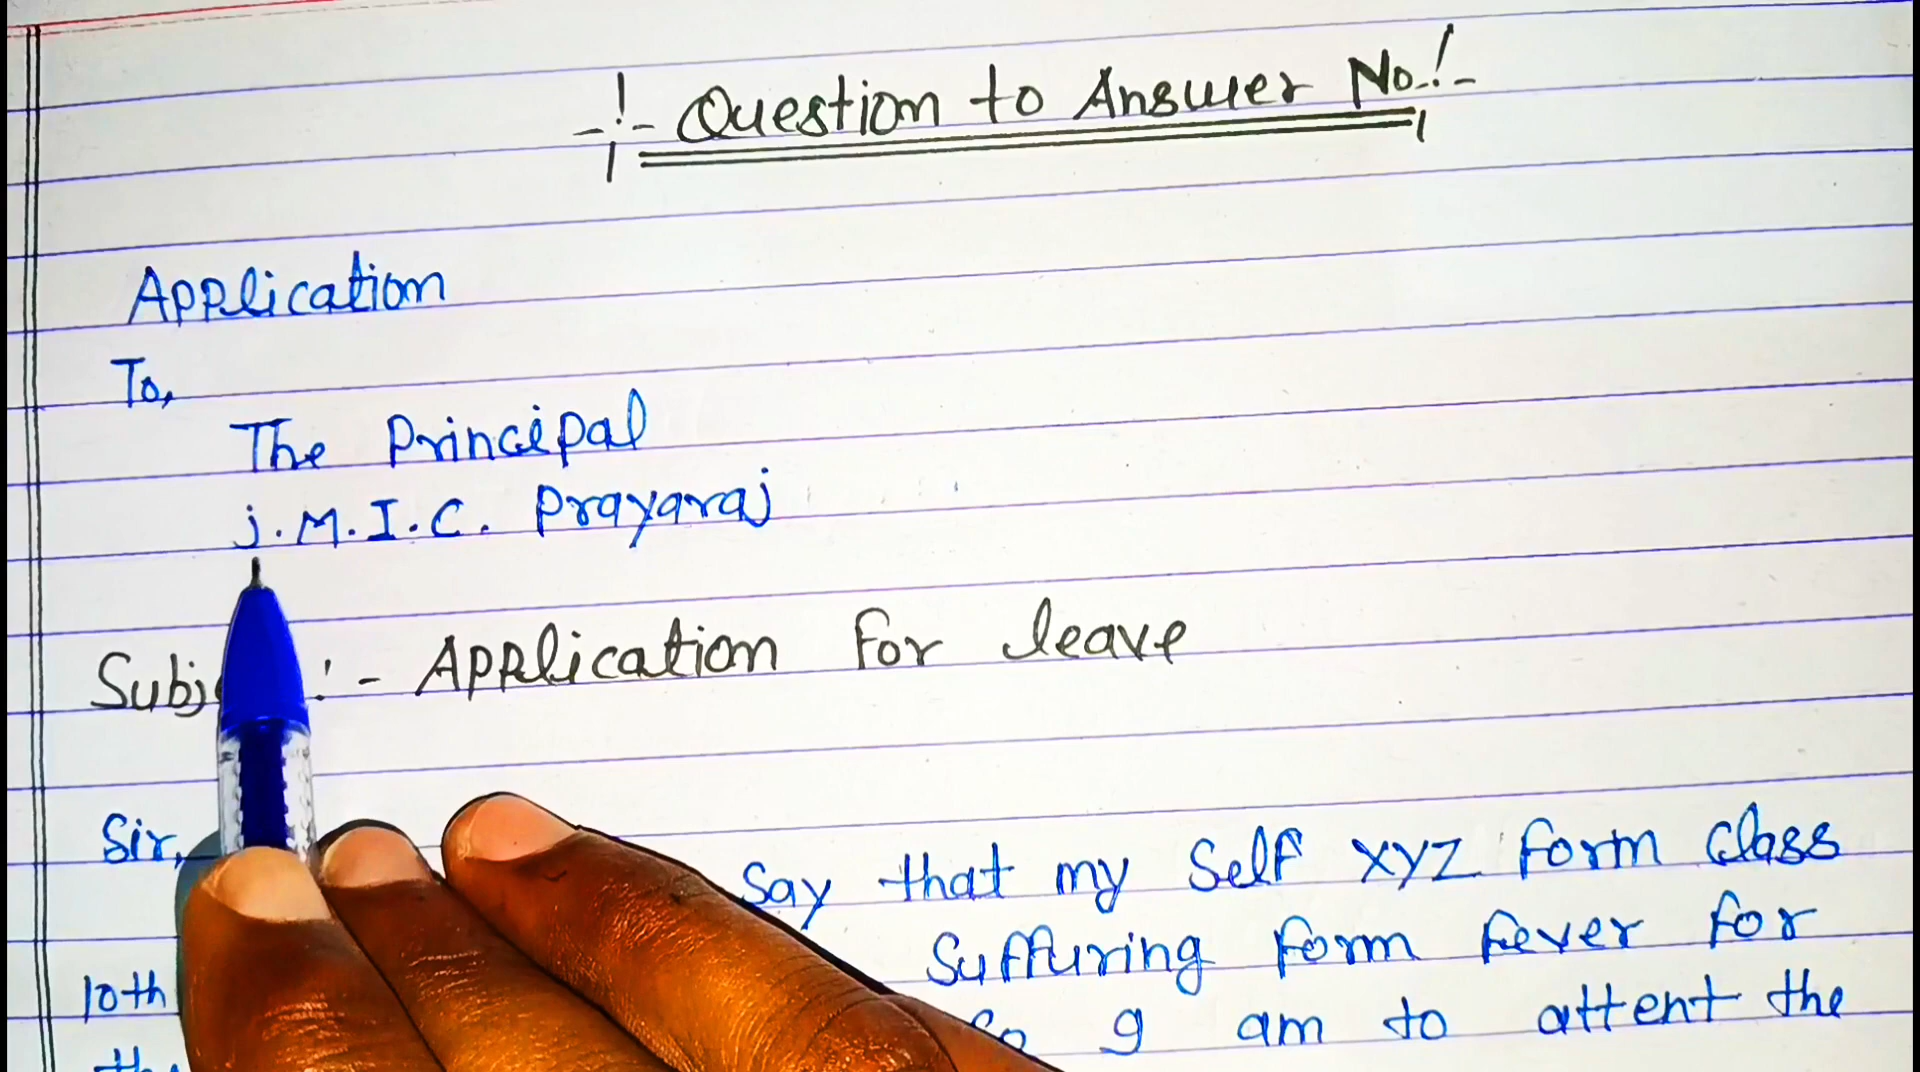 -!- Question to Answer No.!-
Application
To,
The Principal
j.M.I.C. Prayaraj
:- Application For leave
Sir,
Say that my Self XYZ Form Class
10th Suffuring Form fever For
So I am to attent the